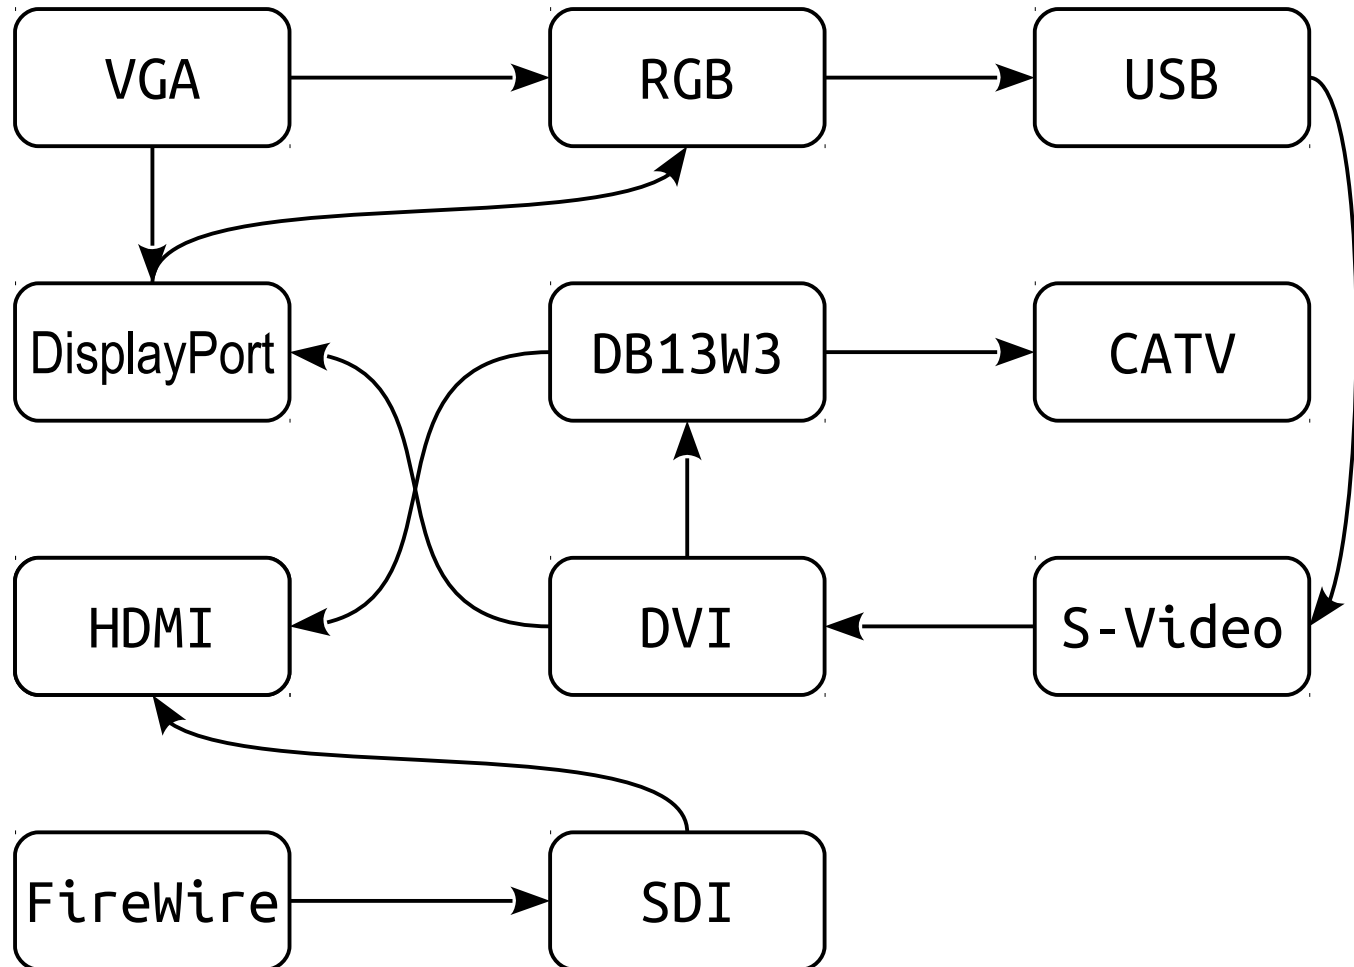 VGA
RGB
USB
DisplayPort
DB13W3
CATV
HDMI
DVI
S-Video
FireWire
SDI